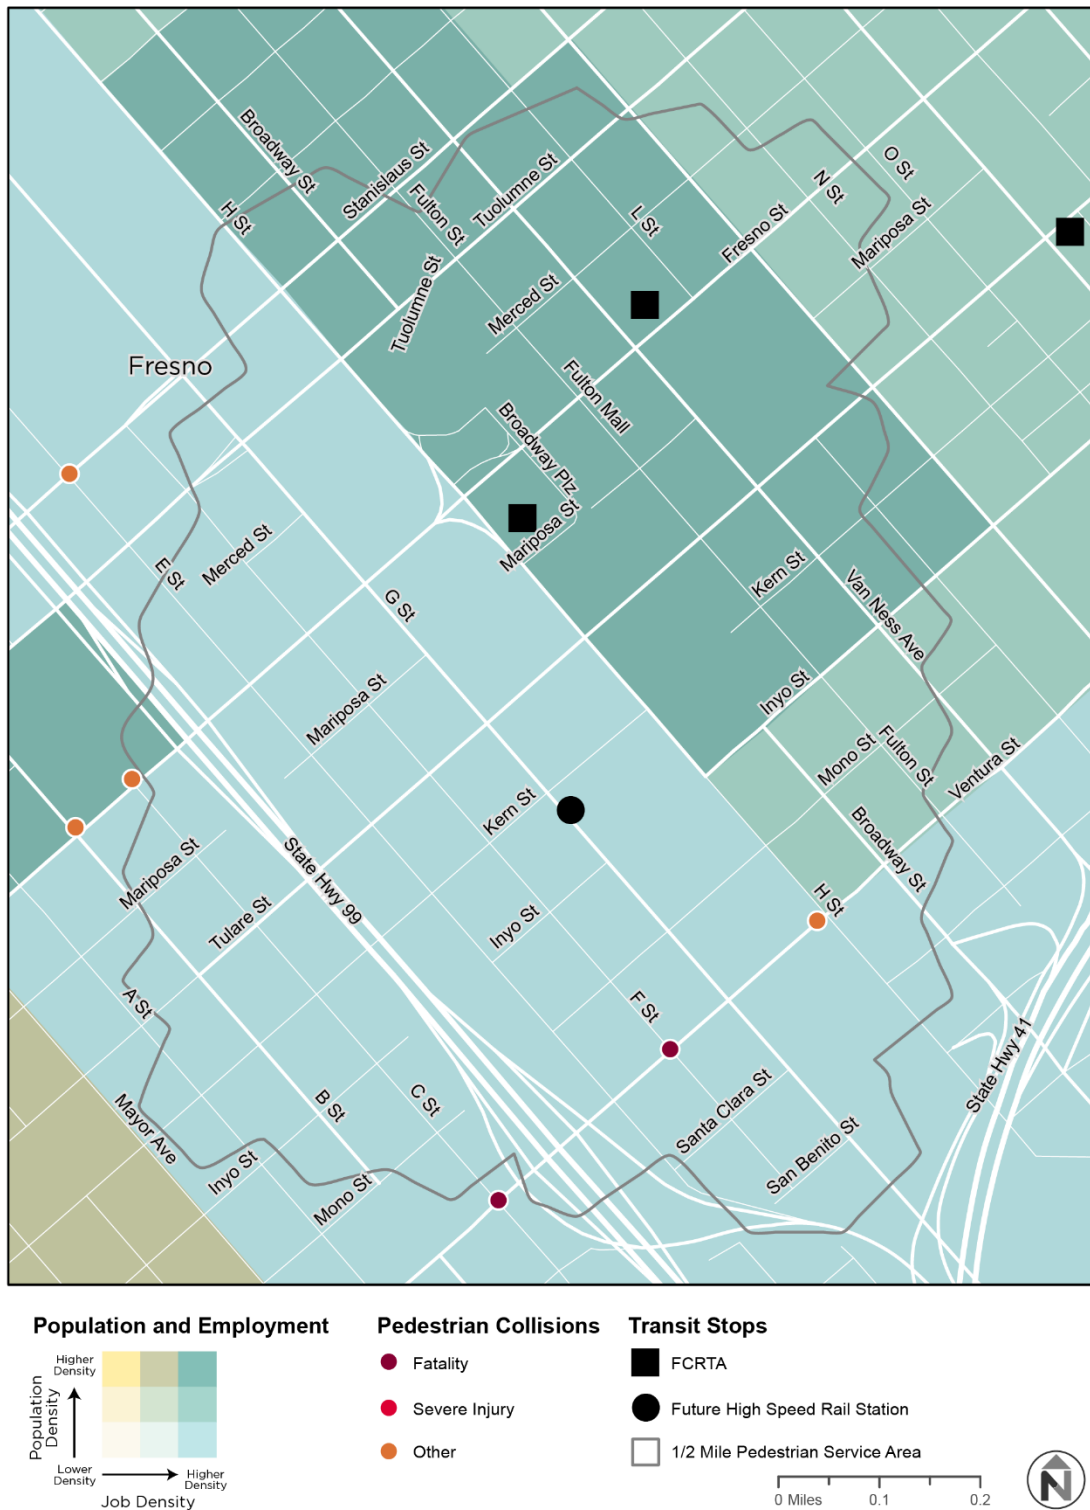 Broadway St
Stanislaus St
Fulton St
Tuolumne St
H St
L St
O St
N St
Mariposa St
Fresno St
Tuolumne St
Merced St
Fresno
Fulton Mall
Broadway Plz
Mariposa St
Merced St
E St
G St
Kern St
Van Ness Ave
Mariposa St
Inyo St
Mono St
Fulton St
Ventura St
Kern St
Broadway St
State Hwy 99
Mariposa St
H St
Tulare St
Inyo St
F St
A St
State Hwy 41
B St
C St
Santa Clara St
Mayor Ave
San Benito St
Inyo St
Mono St
Population and Employment
Higher
Density
Population
Density
Lower
Density
Higher
Density
Job Density
Pedestrian Collisions
Fatality
Severe Injury
Other
Transit Stops
FCRTA
Future High Speed Rail Station
1/2 Mile Pedestrian Service Area
0 Miles 0.1 0.2
N